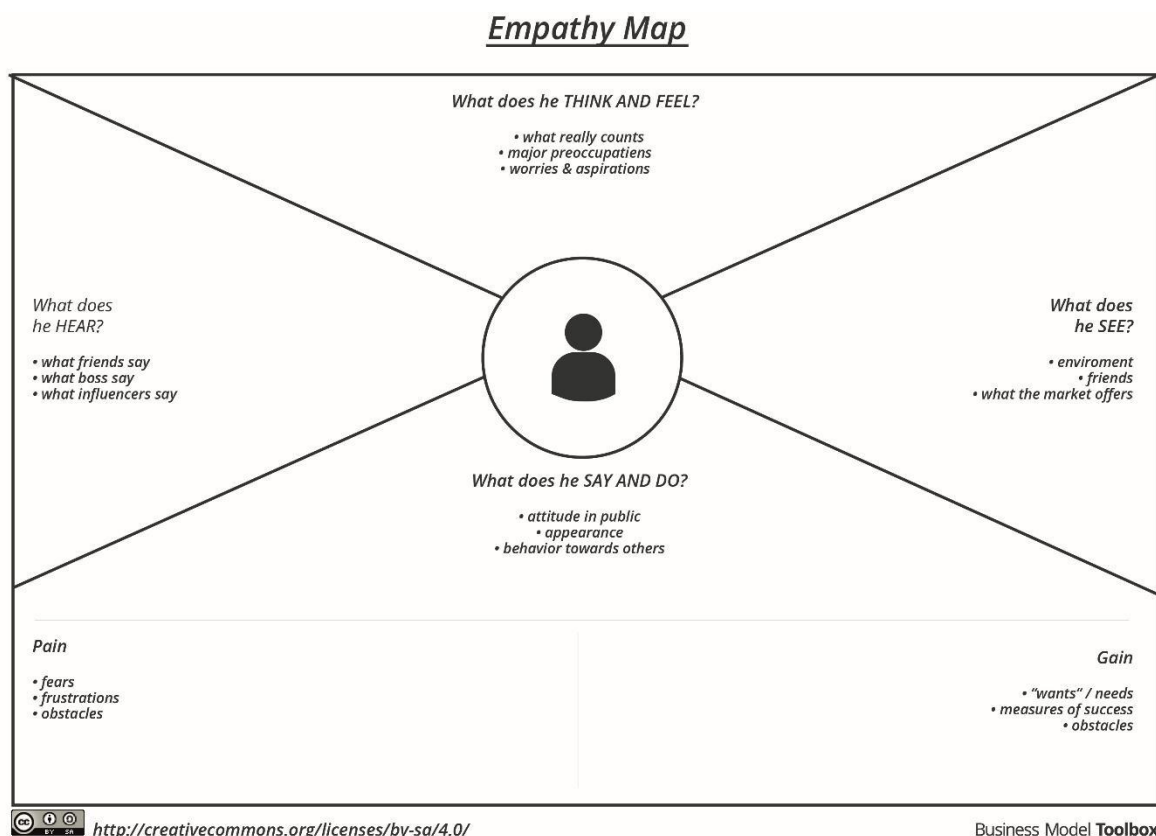 Empathy Map
What does he THINK AND FEEL?
• what really counts
• major preoccupatiens
• worries & aspirations
What does
he HEAR?
• what friends say
• what boss say
• what influencers say
What does
he SEE?
• enviroment
• friends
• what the market offers
What does he SAY AND DO?
• attitude in public
• appearance
• behavior towards others
Pain
• fears
• frustrations
• obstacles
Gain
• “wants” / needs
• measures of success
• obstacles
cc BY SA
http://creativecommons.org/licenses/by-sa/4.0/
Business Model Toolbox